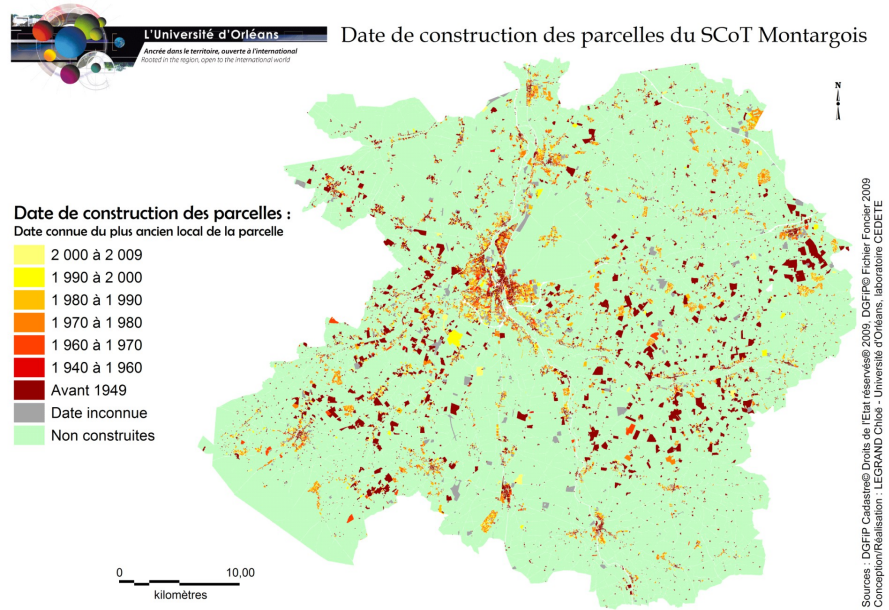 L'Université d'Orléans
Ancrée dans le territoire, ouverte à l'international
Rooted in the region, open to the international world
Date de construction des parcelles du SCoT Montargois
N
Date de construction des parcelles :
Date connue du plus ancien local de la parcelle
2 000 à 2 009
1 990 à 2 000
1 980 à 1 990
1 970 à 1 980
1 960 à 1 970
1 940 à 1 960
Avant 1949
Date inconnue
Non construites
0 10,00
kilomètres
Sources : DGFiP Cadastre© Droits de l'Etat réservés® 2009, DGFiP© Fichier Foncier 2009
Conception/Réalisation : LEGRAND Chloé - Université d'Orléans, laboratoire CEDETE